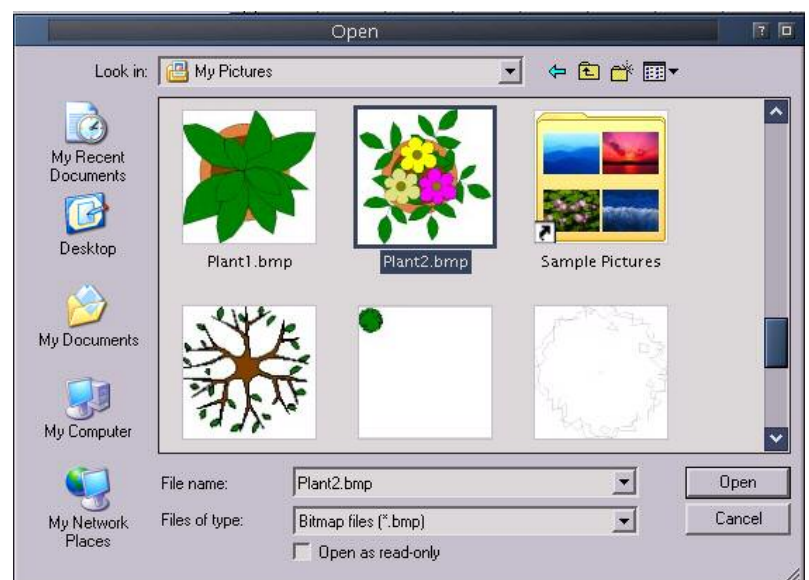 Open
Look in:
My Pictures
My Recent
Documents
Desktop
My Documents
My Computer
My Network
Places
Plant1.bmp
Plant2.bmp
Sample Pictures
File name:
Plant2.bmp
Open
Files of type:
Bitmap files (*.bmp)
Cancel
Open as read-only